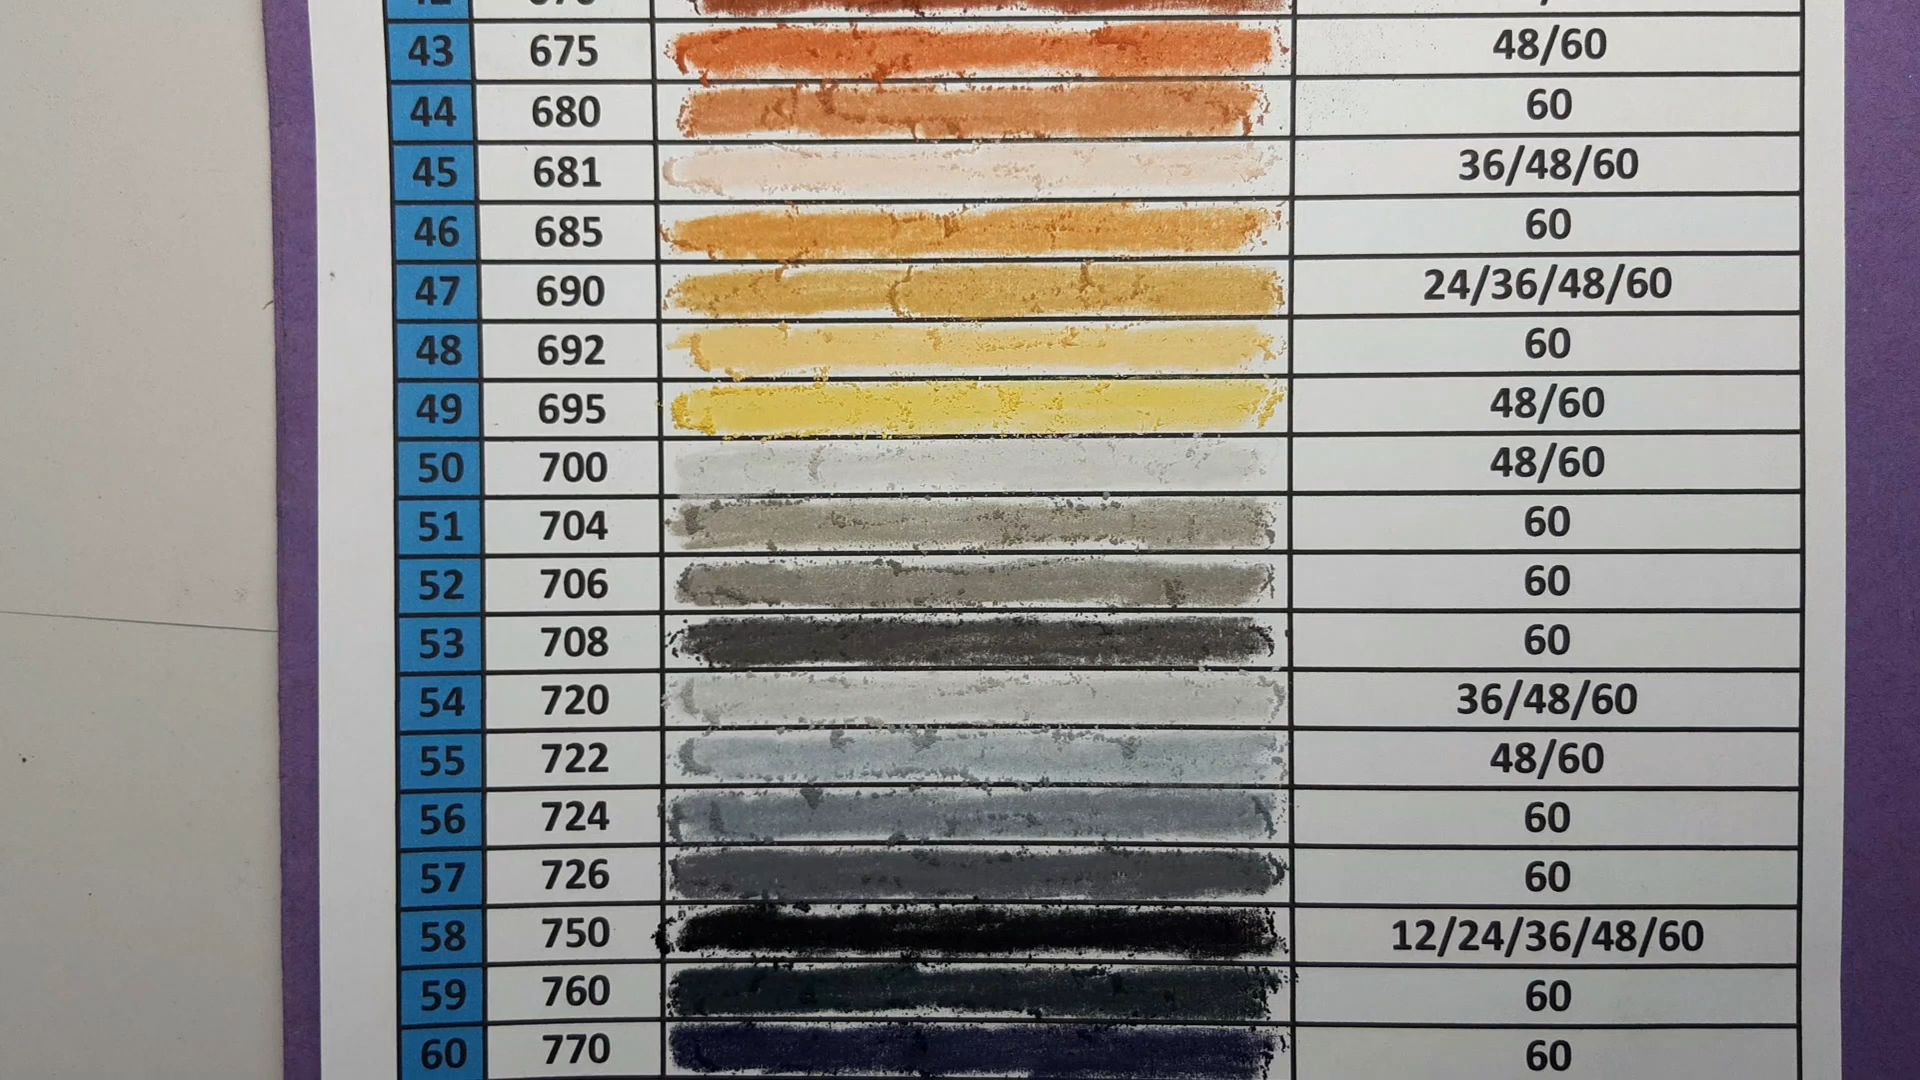 43 675 48/60
44 680 60
45 681 36/48/60
46 685 60
47 690 24/36/48/60
48 692 60
49 695 48/60
50 700 48/60
51 704 60
52 706 60
53 708 60
54 720 36/48/60
55 722 48/60
56 724 60
57 726 60
58 750 12/24/36/48/60
59 760 60
60 770 60